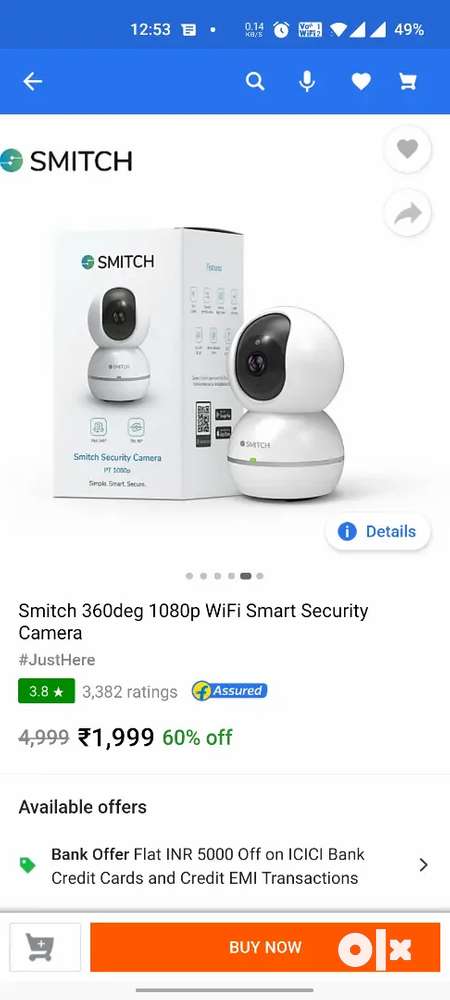 12:53
0.14
KB/S
Vo 1
WiFi2
49%
SMITCH
SMITCH
Features
SMITCH
Smitch Security Camera
PT 1080p
Simple. Smart. Secure.
SMITCH
Details
Smitch 360deg 1080p WiFi Smart Security
Camera
#JustHere
3.8 ★ 3,382 ratings Assured
4,999 ₹1,999 60% off
Available offers
Bank Offer Flat INR 5000 Off on ICICI Bank
Credit Cards and Credit EMI Transactions
BUY NOW
olx